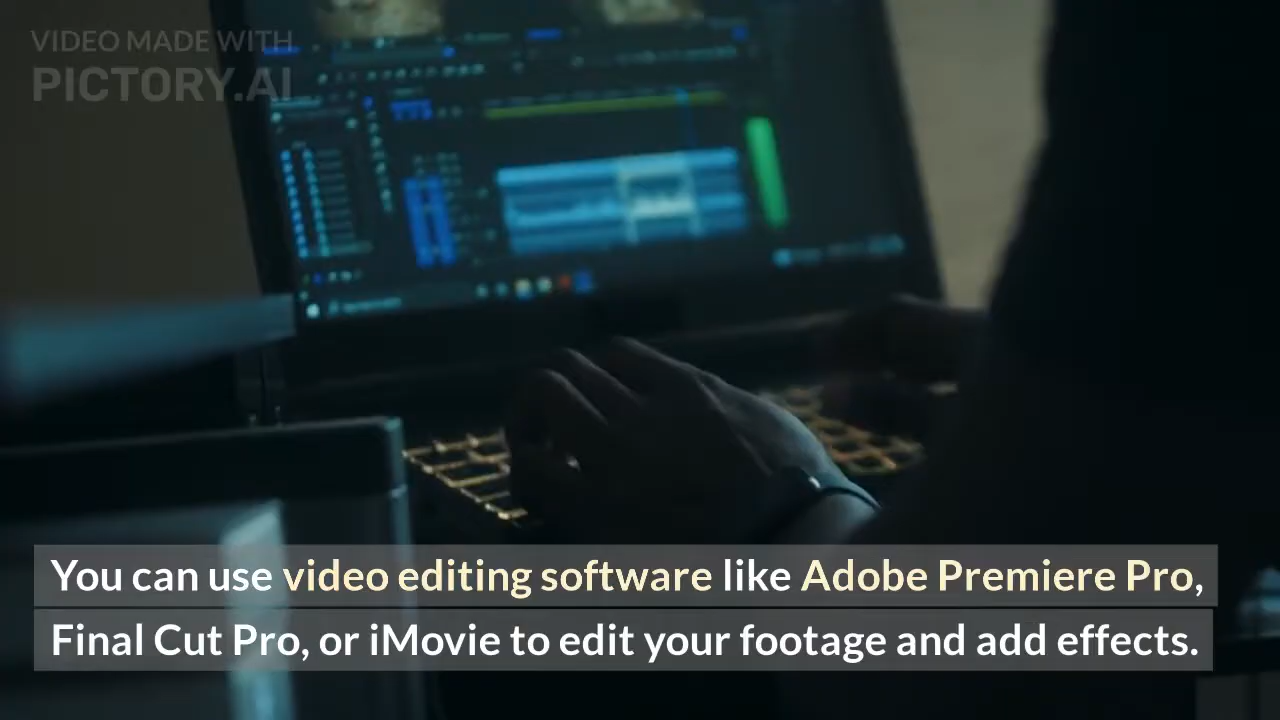 VIDEO MADE WITH
PICTORY.AI
You can use video editing software like Adobe Premiere Pro,
Final Cut Pro, or iMovie to edit your footage and add effects.